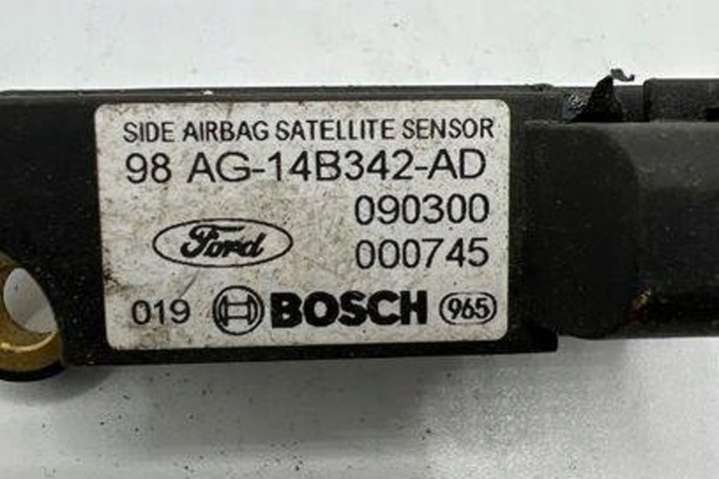 SIDE AIRBAG SATELLITE SENSOR
98 AG-14B342-AD
090300
Ford
000745
019 BOSCH 965